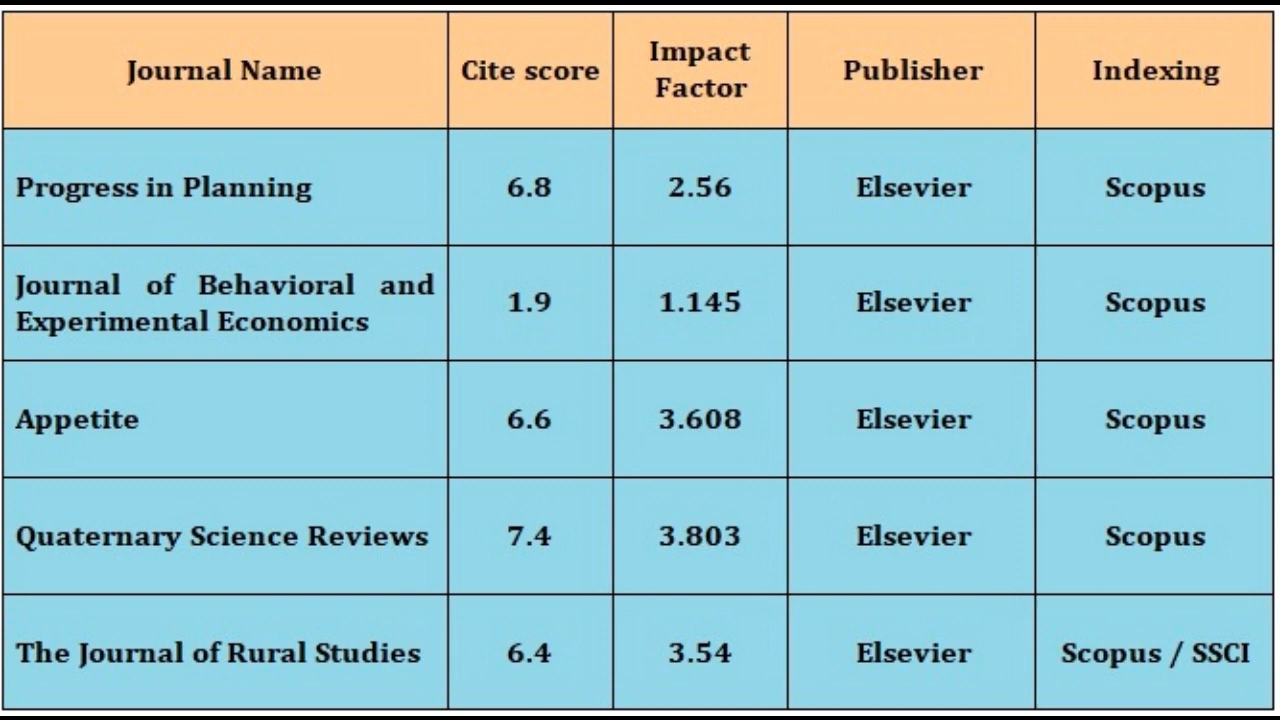 Journal Name Cite score Impact Factor Publisher Indexing
Progress in Planning 6.8 2.56 Elsevier Scopus
Journal of Behavioral and
Experimental Economics 1.9 1.145 Elsevier Scopus
Appetite 6.6 3.608 Elsevier Scopus
Quaternary Science Reviews 7.4 3.803 Elsevier Scopus
The Journal of Rural Studies 6.4 3.54 Elsevier Scopus / SSCI